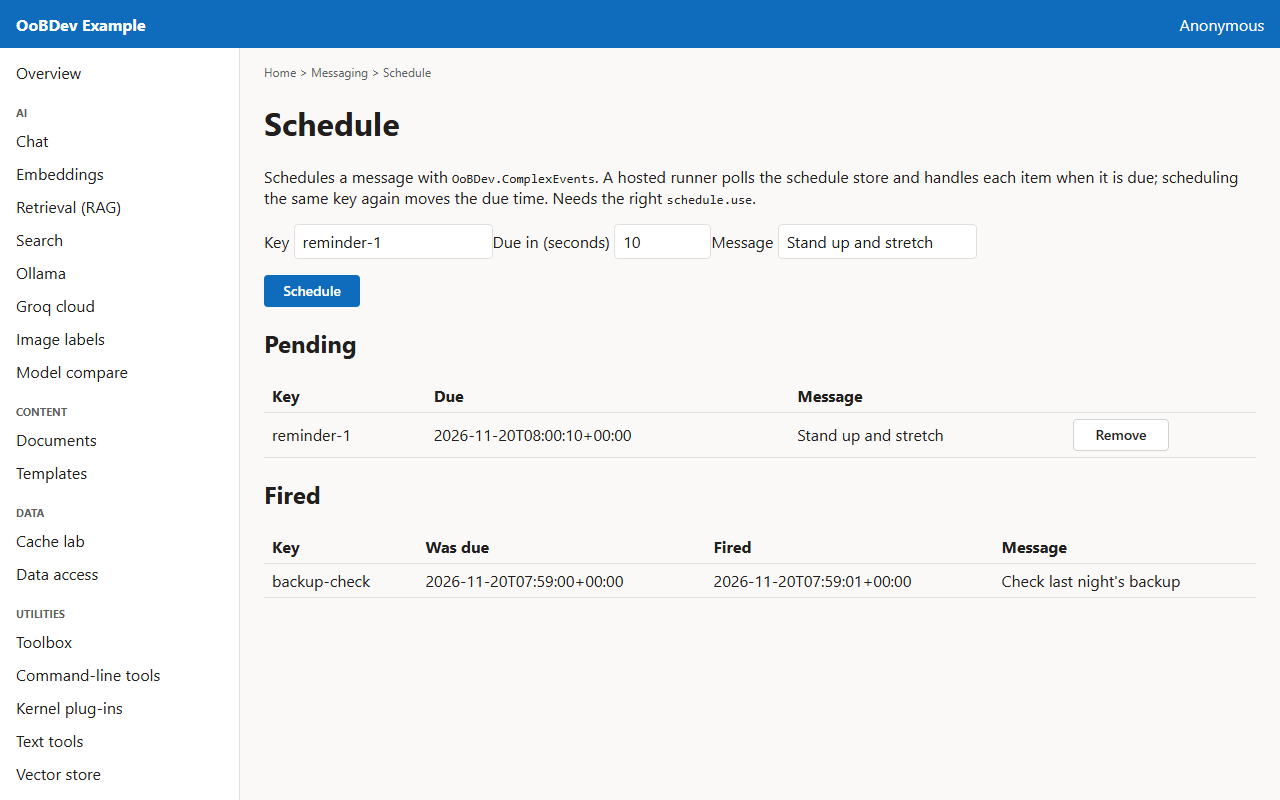 OoBDev Example
Anonymous
Overview
AI
Chat
Embeddings
Retrieval (RAG)
Search
Ollama
Groq cloud
Image labels
Model compare
CONTENT
Documents
Templates
DATA
Cache lab
Data access
UTILITIES
Toolbox
Command-line tools
Kernel plug-ins
Text tools
Vector store
Home > Messaging > Schedule
Schedule
Schedules a message with OoBDev.ComplexEvents. A hosted runner polls the schedule store and handles each item when it is due; scheduling
the same key again moves the due time. Needs the right schedule.use.
Key reminder-1 Due in (seconds) 10 Message Stand up and stretch
Schedule
Pending
Key Due Message
reminder-1 2026-11-20T08:00:10+00:00 Stand up and stretch Remove
Fired
Key Was due Fired Message
backup-check 2026-11-20T07:59:00+00:00 2026-11-20T07:59:01+00:00 Check last night's backup